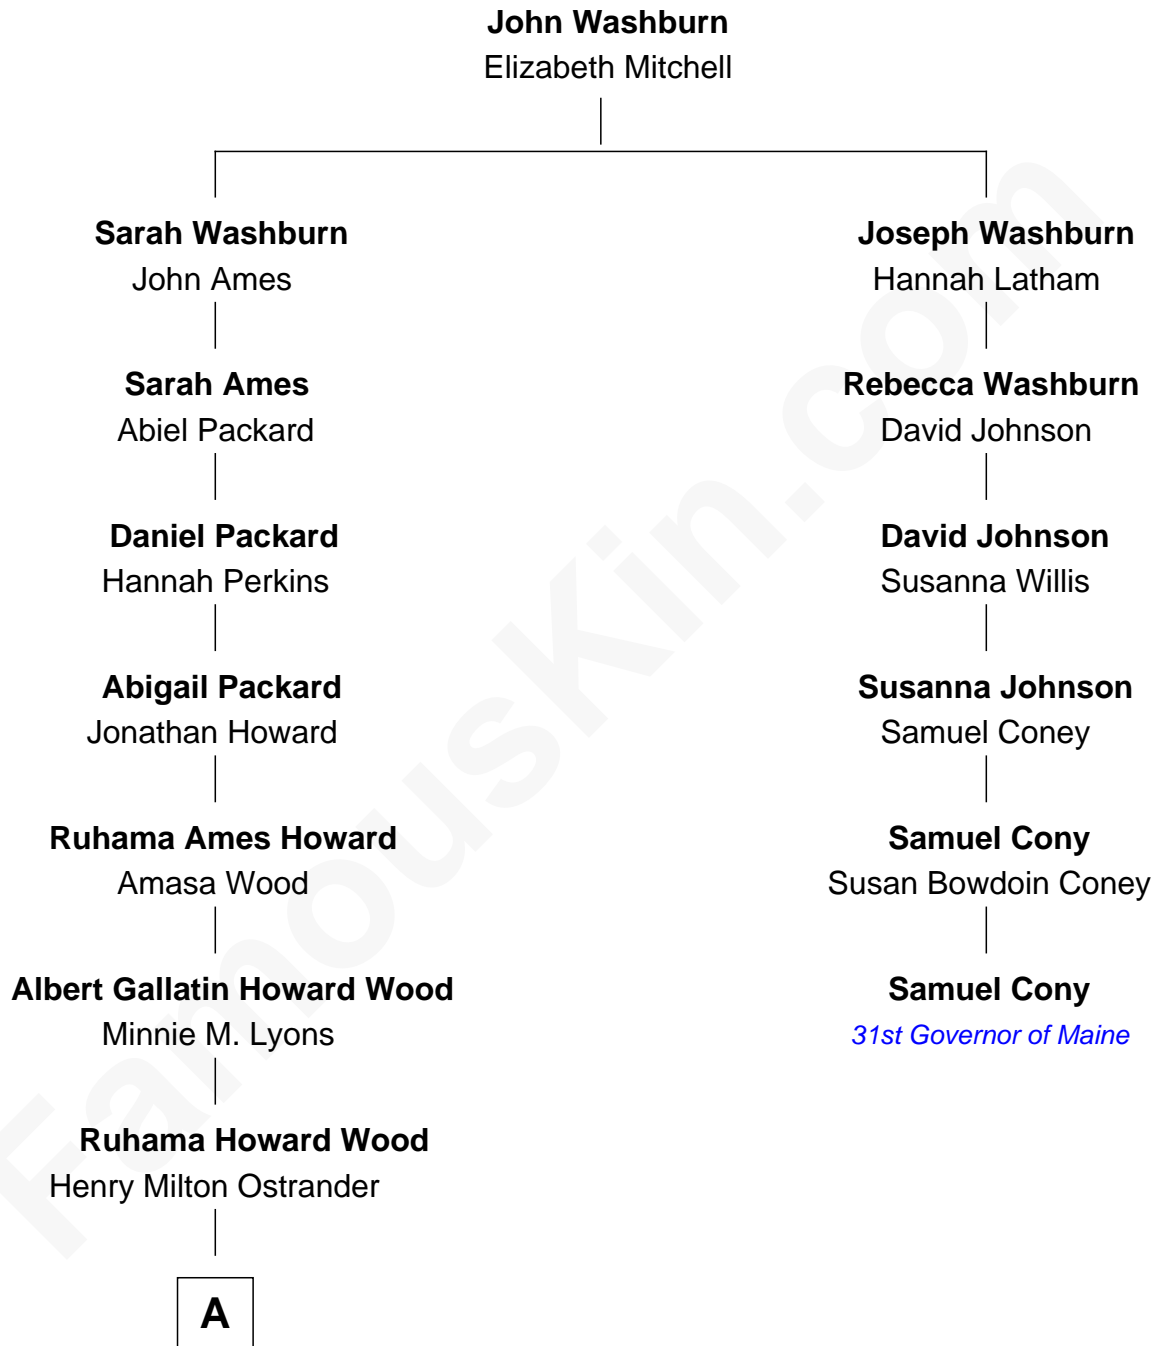 John Washburn
Elizabeth Mitchell
Sarah Washburn
John Ames
Joseph Washburn
Hannah Latham
Sarah Ames
Abiel Packard
Rebecca Washburn
David Johnson
Daniel Packard
Hannah Perkins
David Johnson
Susanna Willis
Abigail Packard
Jonathan Howard
Susanna Johnson
Samuel Coney
Ruhama Ames Howard
Amasa Wood
Samuel Cony
Susan Bowdoin Coney
Albert Gallatin Howard Wood
Minnie M. Lyons
Samuel Cony
31st Governor of Maine
Ruhama Howard Wood
Henry Milton Ostrander
A
FamousKin.com